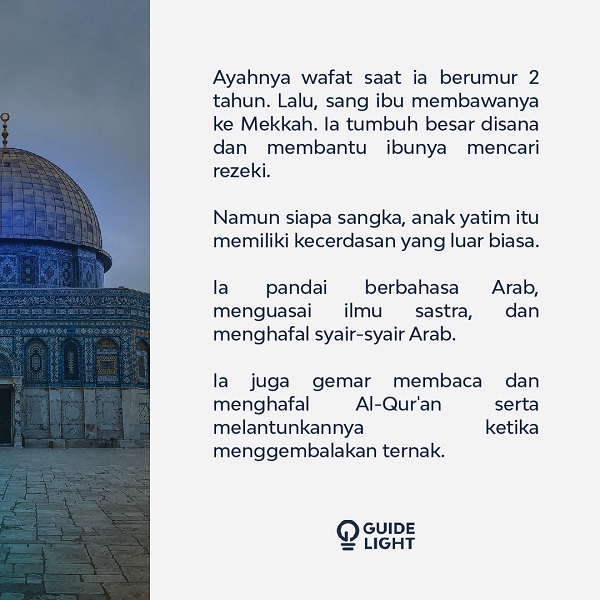 Ayahnya wafat saat ia berumur 2
tahun. Lalu, sang ibu membawanya
ke Mekkah. Ia tumbuh besar disana
dan membantu ibunya mencari
rezeki.
Namun siapa sangka, anak yatim itu
memiliki kecerdasan yang luar biasa.
Ia pandai berbahasa Arab,
menguasai ilmu sastra, dan
menghafal syair-syair Arab.
Ia juga gemar membaca dan
menghafal Al-Qur'an serta
melantunkannya ketika
menggembalakan ternak.
GUIDE
LIGHT